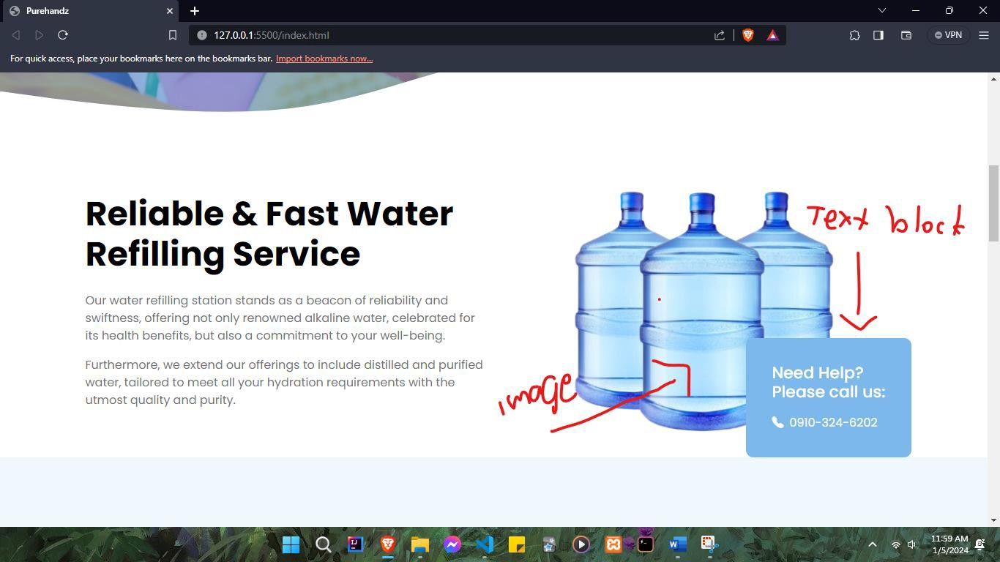 Purehandz
127.0.0.1:5500/index.html
VPN
For quick access, place your bookmarks here on the bookmarks bar. Import bookmarks now...
Reliable & Fast Water
Refilling Service
Our water refilling station stands as a beacon of reliability and
swiftness, offering not only renowned alkaline water, celebrated for
its health benefits, but also a commitment to your well-being.
Furthermore, we extend our offerings to include distilled and purified
water, tailored to meet all your hydration requirements with the
utmost quality and purity.
Text block
image
Need Help?
Please call us:
0910-324-6202
11:59 AM
1/5/2024